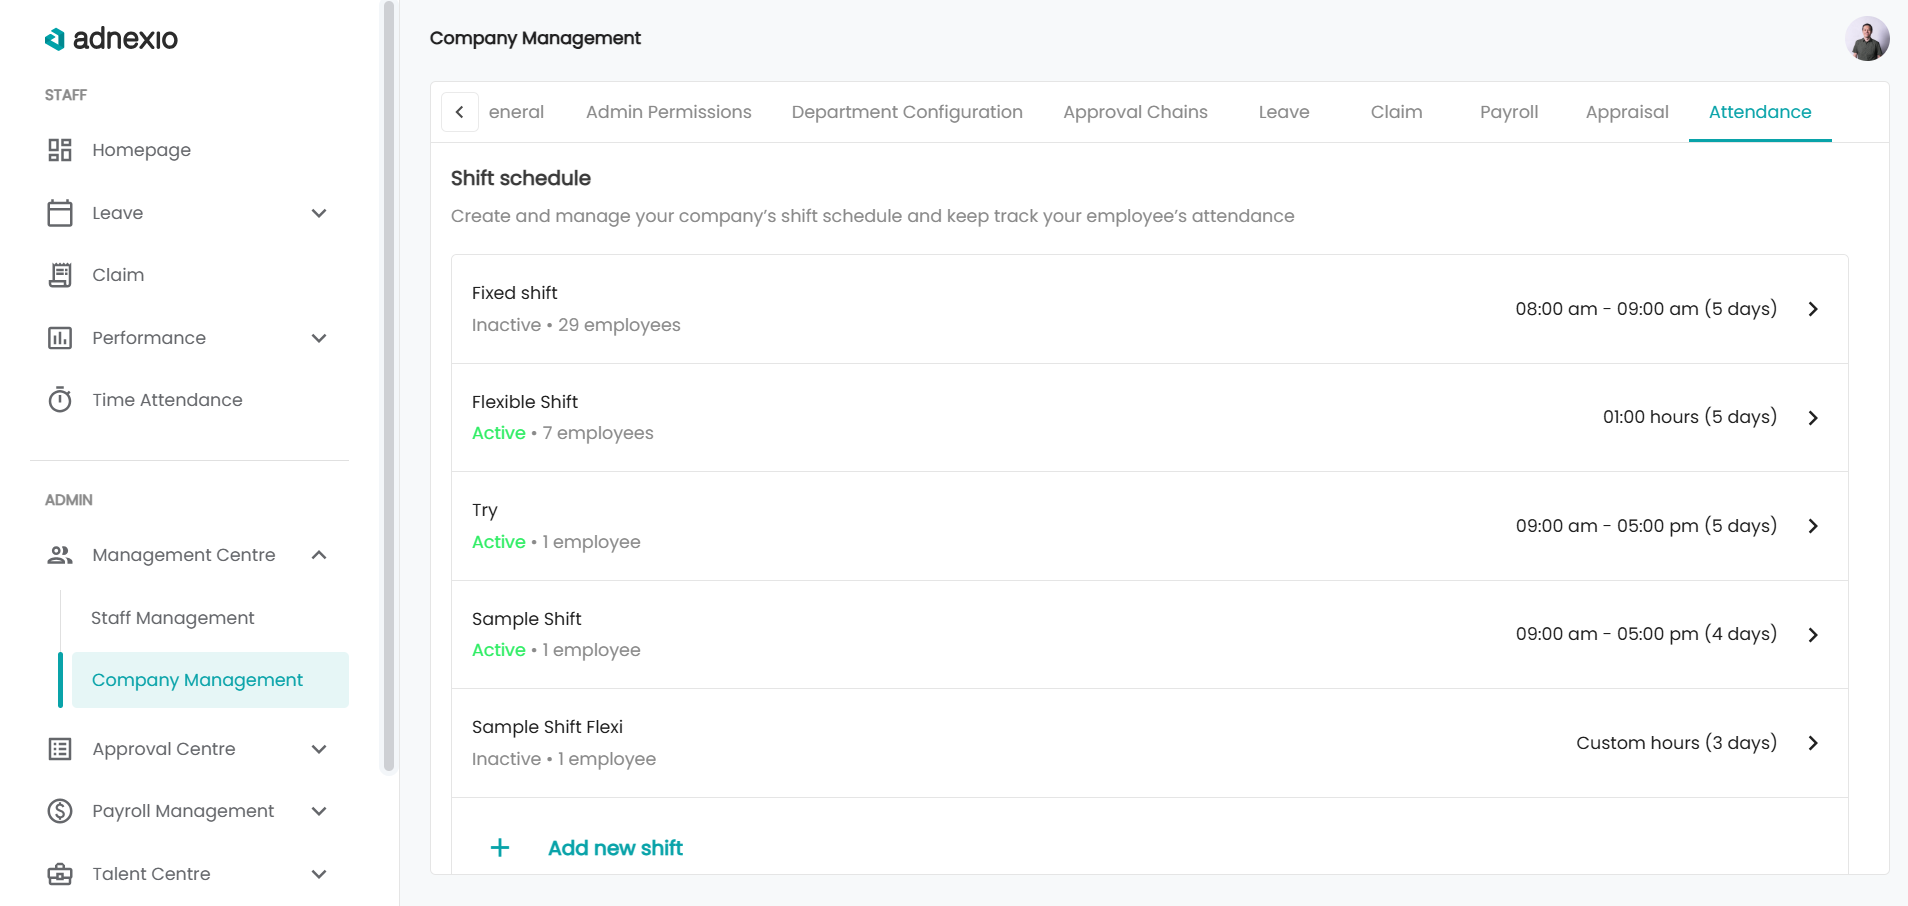 adnexio
STAFF
Homepage
Leave
Claim
Performance
Time Attendance
ADMIN
Management Centre
Staff Management
Company Management
Approval Centre
Payroll Management
Talent Centre
Company Management
eneral
Admin Permissions
Department Configuration
Approval Chains
Leave
Claim
Payroll
Appraisal
Attendance
Shift schedule
Create and manage your company’s shift schedule and keep track your employee’s attendance
Fixed shift
Inactive • 29 employees
08:00 am - 09:00 am (5 days)
Flexible Shift
Active • 7 employees
01:00 hours (5 days)
Try
Active • 1 employee
09:00 am - 05:00 pm (5 days)
Sample Shift
Active • 1 employee
09:00 am - 05:00 pm (4 days)
Sample Shift Flexi
Inactive • 1 employee
Custom hours (3 days)
+ Add new shift